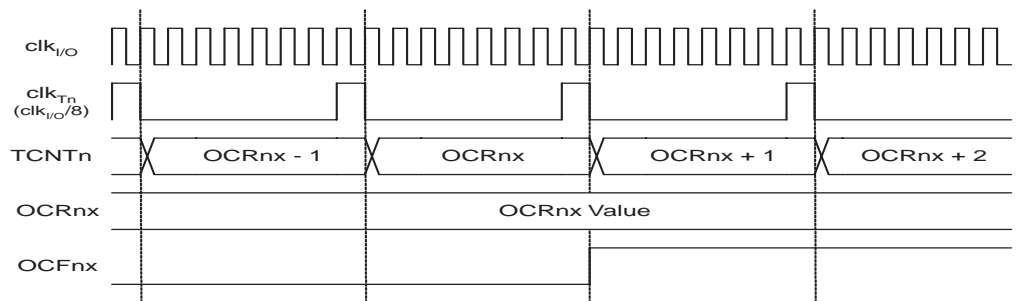 clkI/O
clkTn
(clkI/O/8)
TCNTn OCRnx - 1 OCRnx OCRnx + 1 OCRnx + 2
OCRnx OCRnx Value
OCFnx